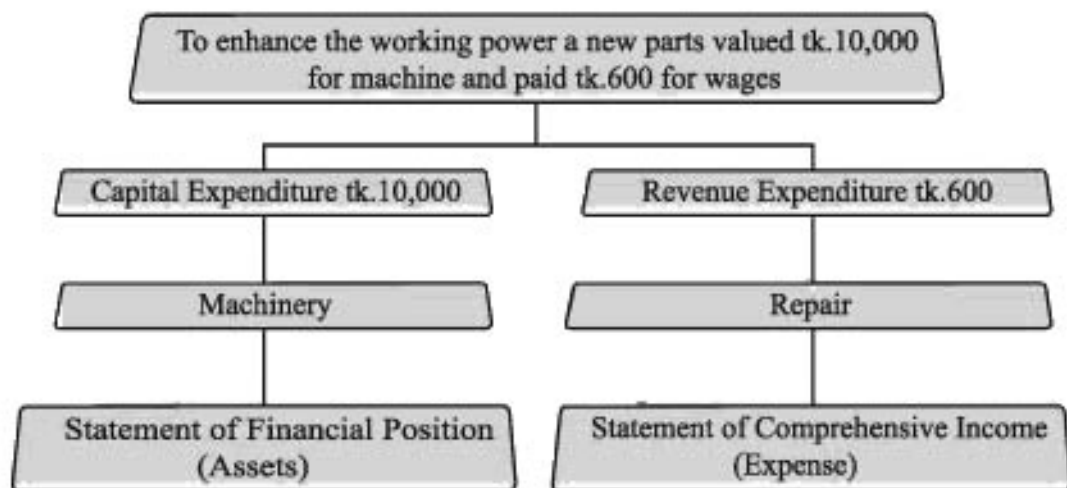 To enhance the working power a new parts valued tk.10,000
for machine and paid tk.600 for wages
Capital Expenditure tk.10,000
Revenue Expenditure tk.600
Machinery
Repair
Statement of Financial Position
(Assets)
Statement of Comprehensive Income
(Expense)